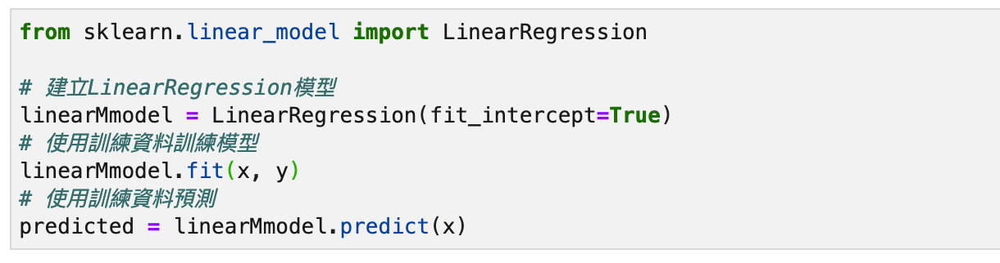 from sklearn.linear_model import LinearRegression
# 建立LinearRegression模型
linearMmodel = LinearRegression(fit_intercept=True)
# 使用訓練資料訓練模型
linearMmodel.fit(x, y)
# 使用訓練資料預測
predicted = linearMmodel.predict(x)